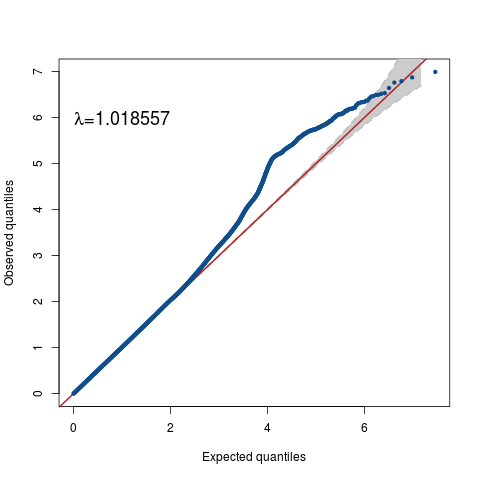 λ=1.018557
7
6
5
4
3
2
1
0
Observed quantiles
0 2 4 6
Expected quantiles